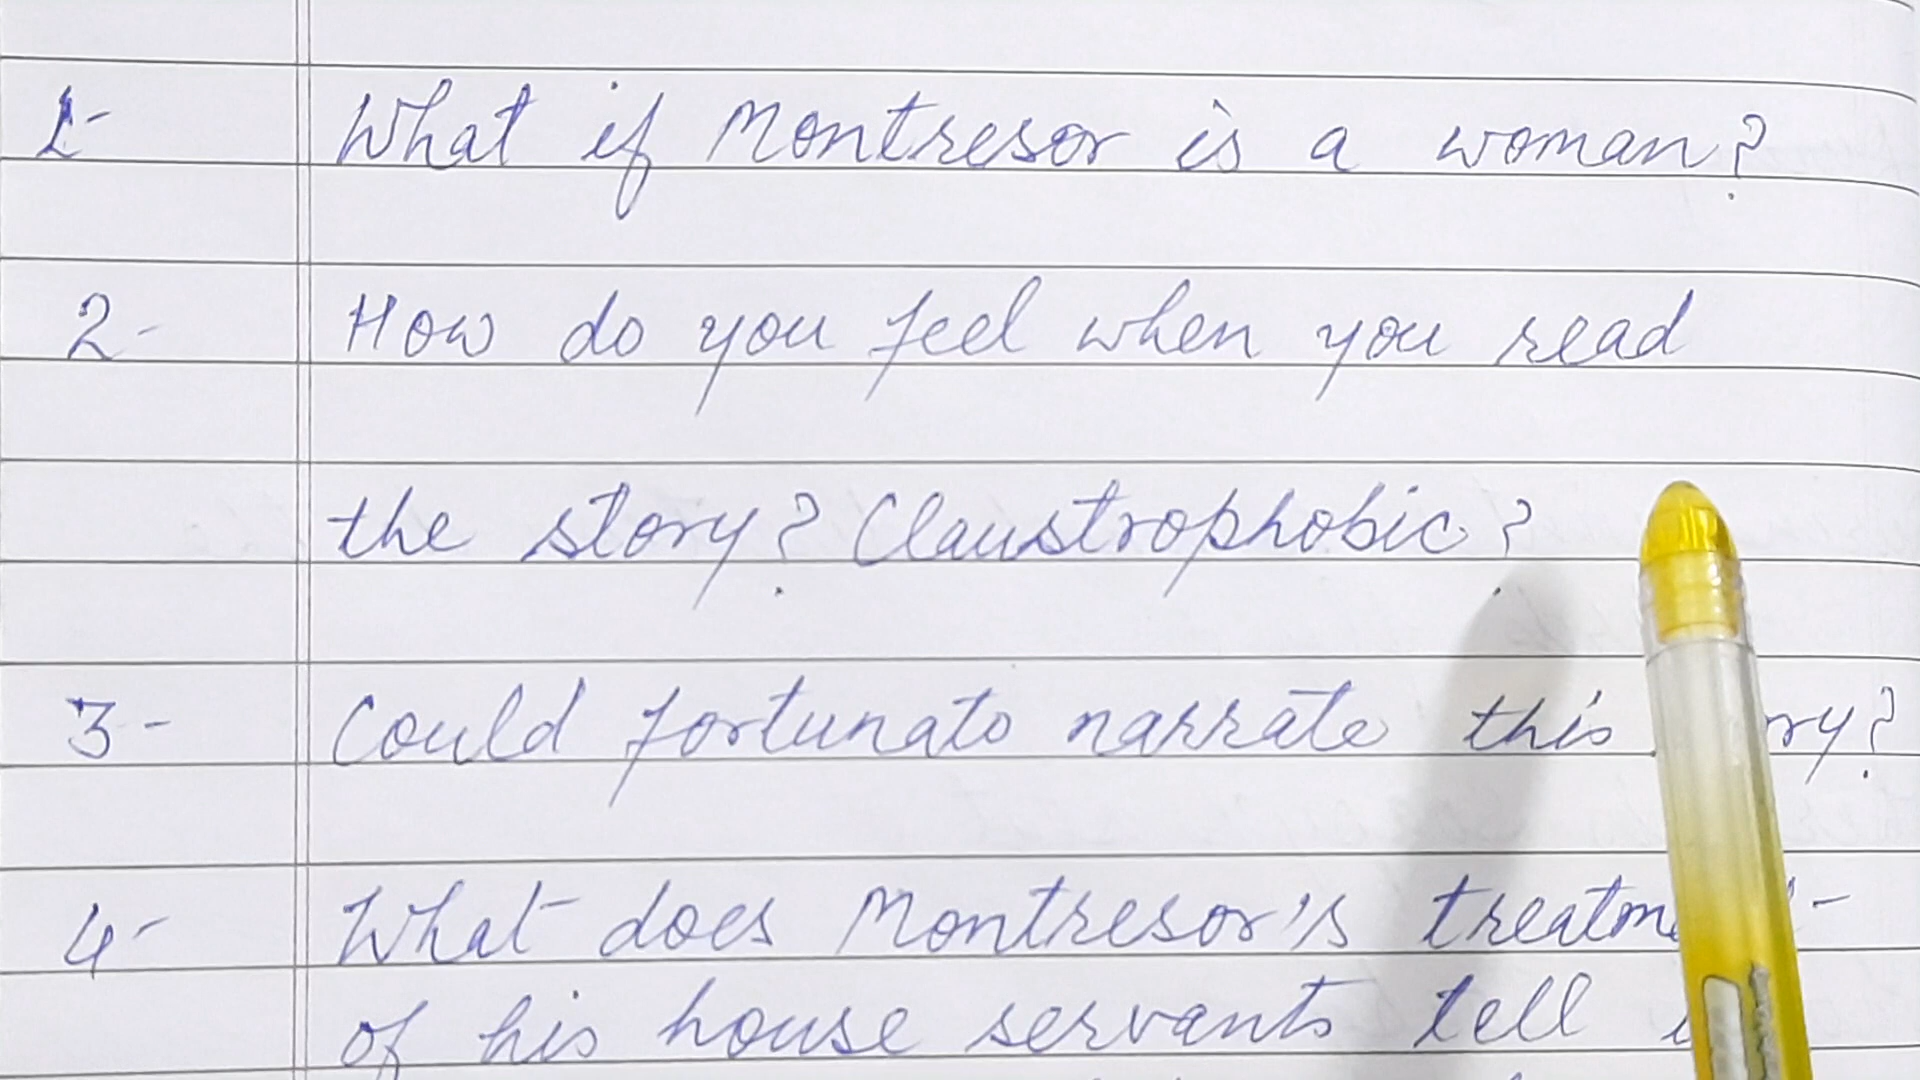 1- What if Montresor is a woman?
2- How do you feel when you read
the story? Claustrophobic?
3- Could fortunato narrate this
4- What does Montresor's
of his house servants tell